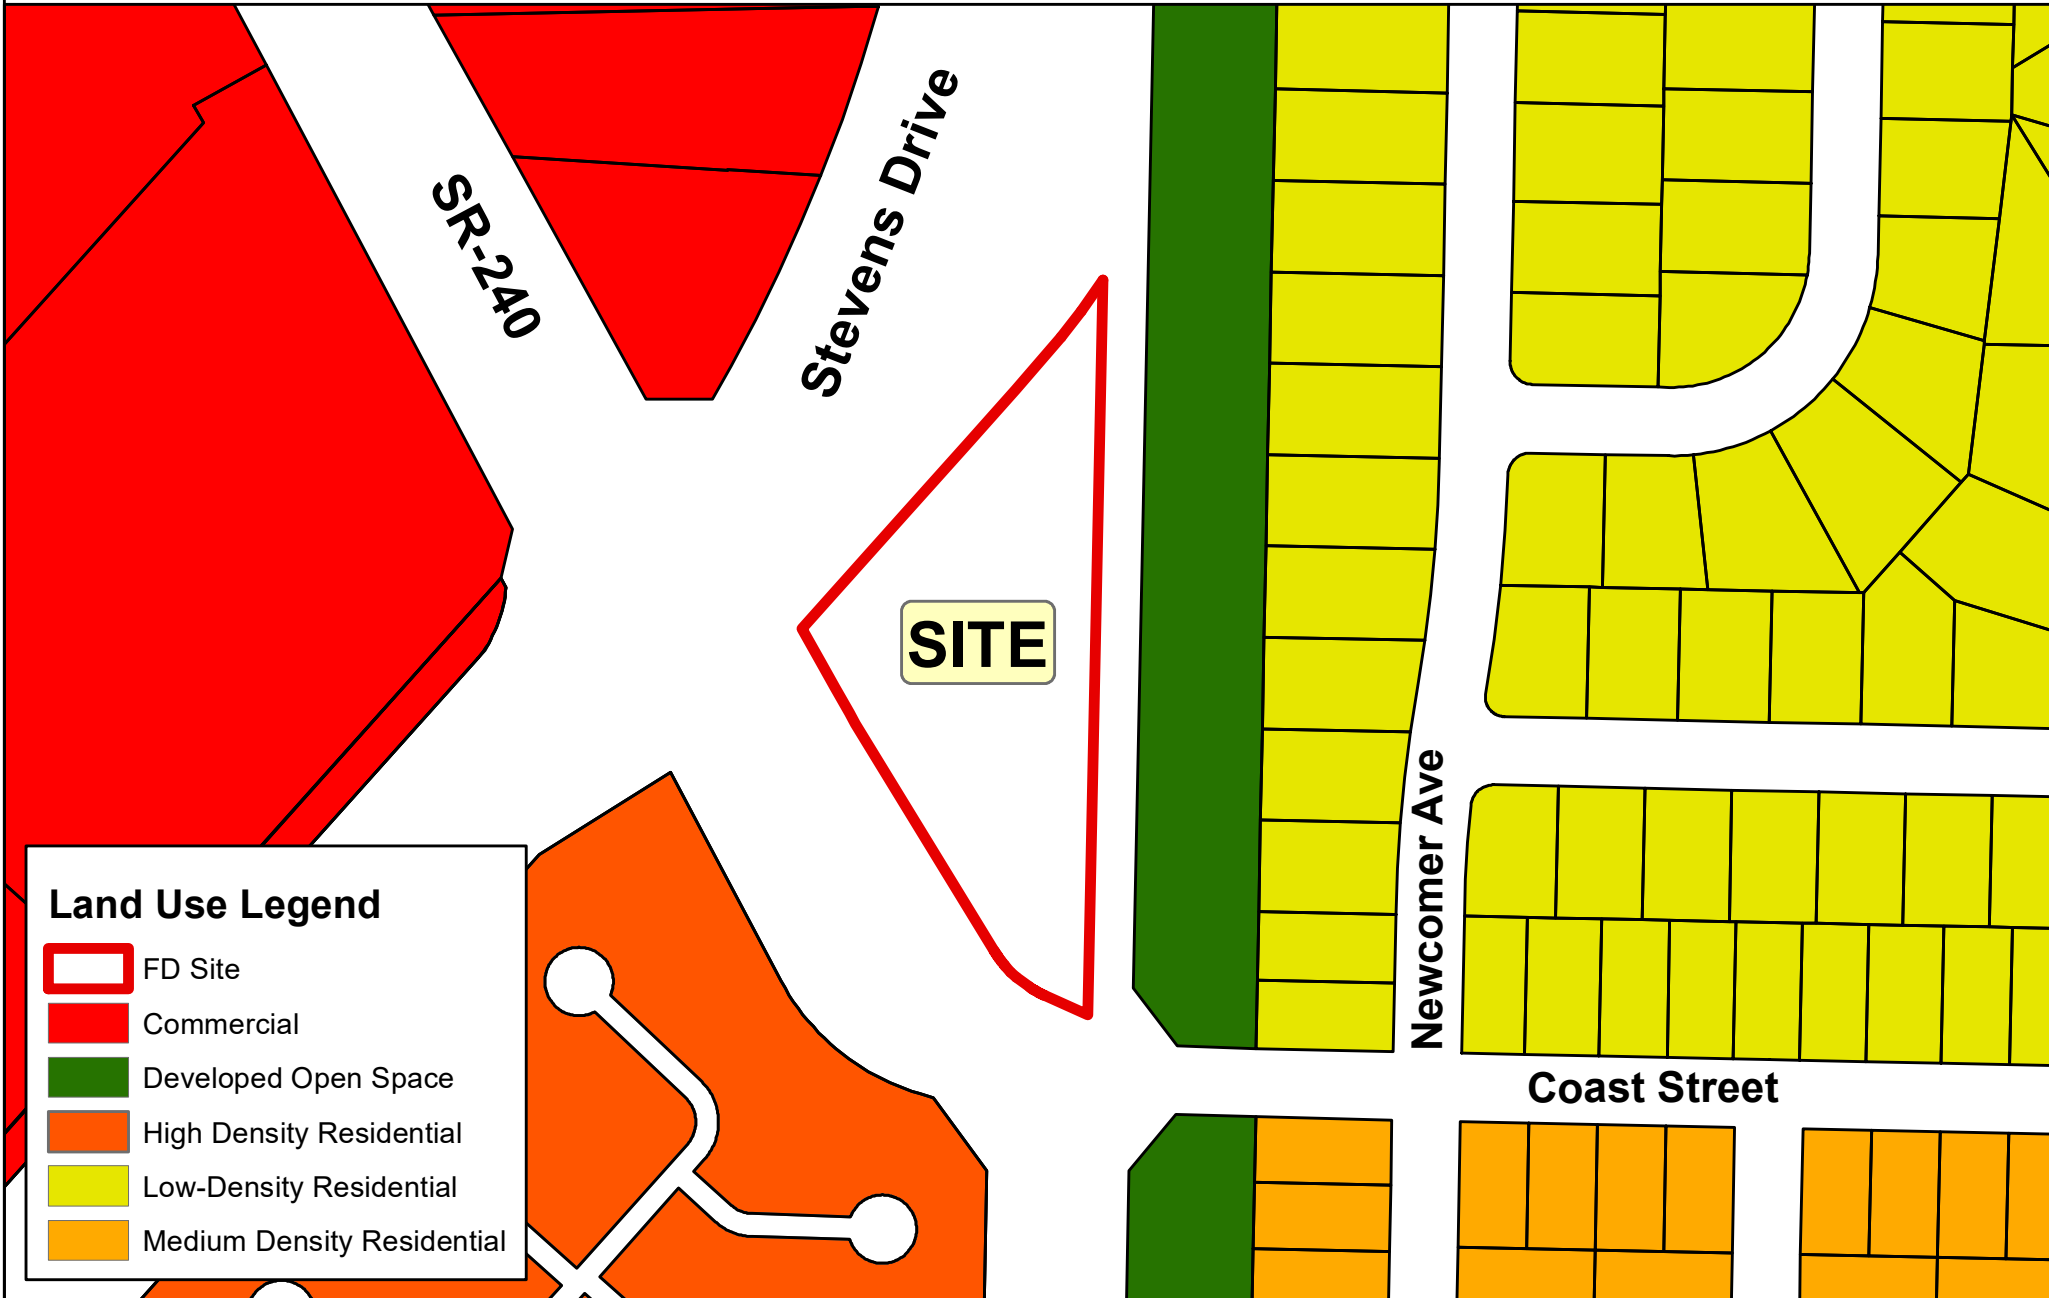 SR-240
Stevens Drive
SITE
Newcomer Ave
Coast Street
Land Use Legend
FD Site
Commercial
Developed Open Space
High Density Residential
Low-Density Residential
Medium Density Residential